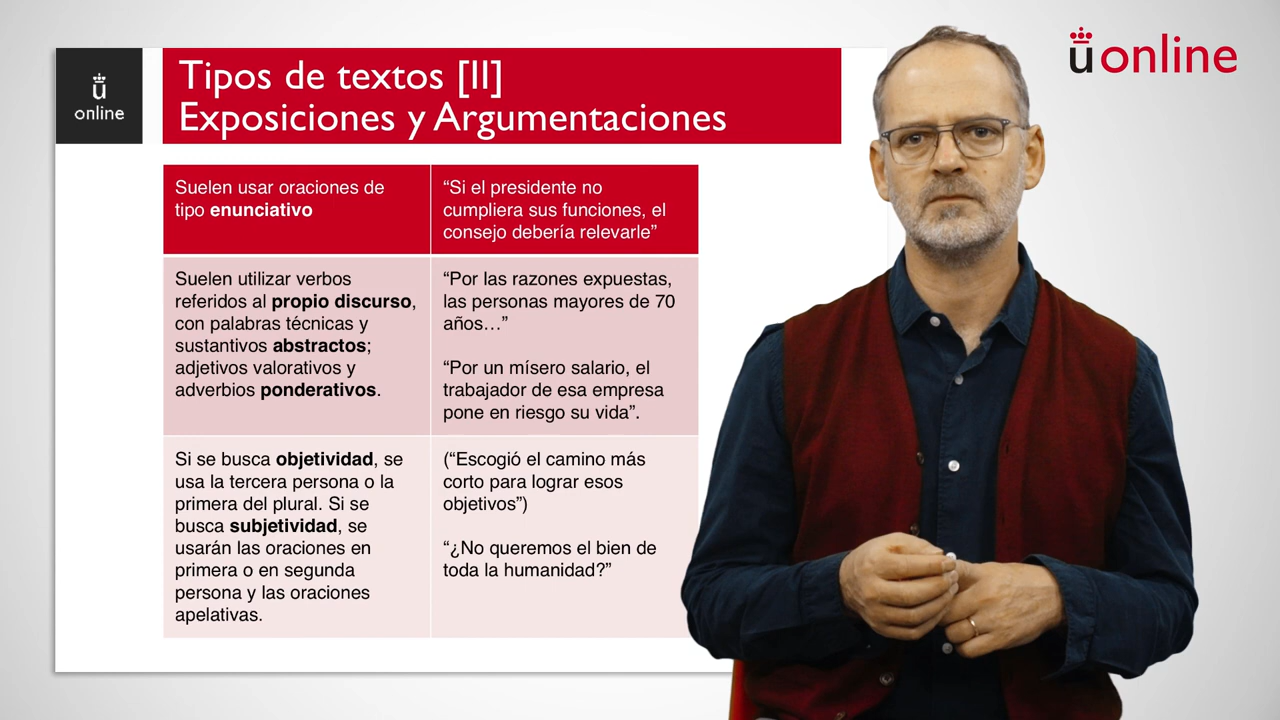 ū
online
Tipos de textos [II]
Exposiciones y Argumentaciones
ūonline
Suelen usar oraciones de
tipo enunciativo
“Si el presidente no
cumpliera sus funciones, el
consejo debería relevarle”
Suelen utilizar verbos
referidos al propio discurso,
con palabras técnicas y
sustantivos abstractos;
adjetivos valorativos y
adverbios ponderativos.
“Por las razones expuestas,
las personas mayores de 70
años…”
“Por un mísero salario, el
trabajador de esa empresa
pone en riesgo su vida”.
Si se busca objetividad, se
usa la tercera persona o la
primera del plural. Si se
busca subjetividad, se
usarán las oraciones en
primera o en segunda
persona y las oraciones
apelativas.
(“Escogió el camino más
corto para lograr esos
objetivos”)
“¿No queremos el bien de
toda la humanidad?”